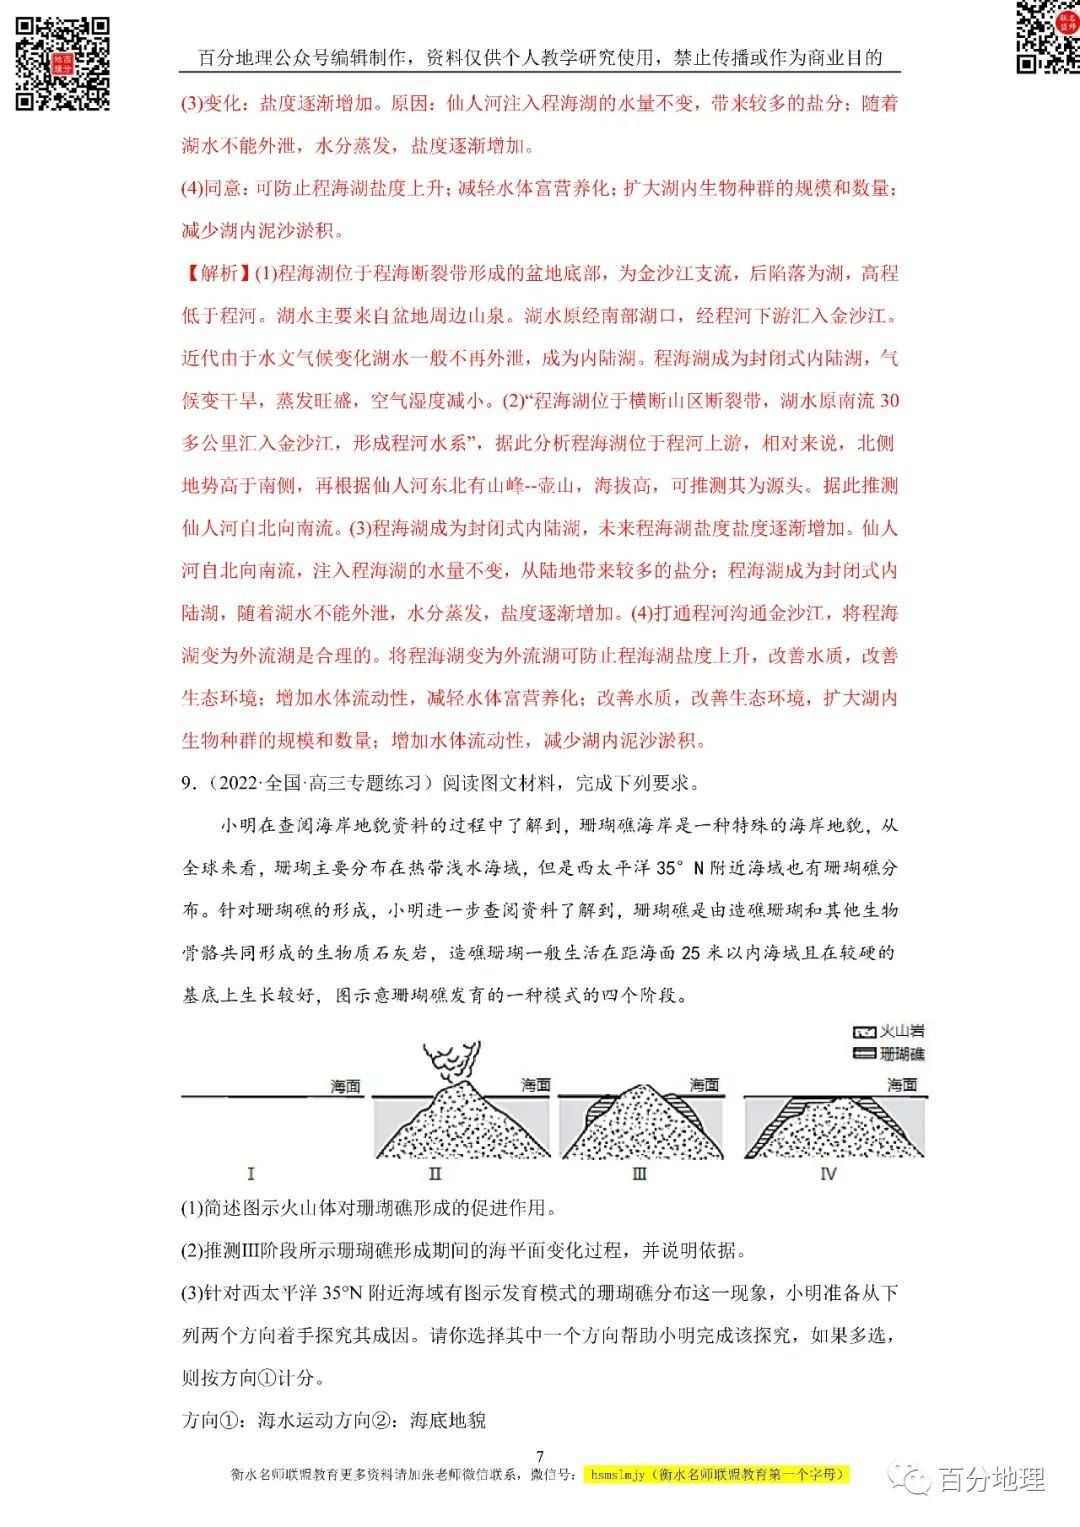 百分地理公众号编辑制作，资料仅供个人教学研究使用，禁止传播或作为商业目的
(3)变化：盐度逐渐增加。原因：仙人河注入程海湖的水量不变，带来较多的盐分；随着
湖水不能外泄，水分蒸发，盐度逐渐增加。
(4)同意：可防止程海湖盐度上升；减轻水体富营养化；扩大湖内生物种群的规模和数量；
减少湖内泥沙淤积。
【解析】(1)程海湖位于程海断裂带形成的盆地底部，为金沙江支流，后陷落为湖，高程
低于程河。湖水主要来自盆地周边山泉。湖水原经南部湖口，经程河下游汇入金沙江。
近代由于水文气候变化湖水一般不再外泄，成为内陆湖。程海湖成为封闭式内陆湖，气
候变干旱，蒸发旺盛，空气湿度减小。(2)“程海湖位于横断山区断裂带，湖水原南流 30
多公里汇入金沙江，形成程河水系”，据此分析程海湖位于程河上游，相对来说，北侧
地势高于南侧，再根据仙人河东北有山峰--壶山，海拔高，可推测其为源头。据此推测
仙人河自北向南流。(3)程海湖成为封闭式内陆湖，未来程海湖盐度盐度逐渐增加。仙人
河自北向南流，注入程海湖的水量不变，从陆地带来较多的盐分；程海湖成为封闭式内
陆湖，随着湖水不能外泄，水分蒸发，盐度逐渐增加。(4)打通程河沟通金沙江，将程海
湖变为外流湖是合理的。将程海湖变为外流湖可防止程海湖盐度上升，改善水质，改善
生态环境；增加水体流动性，减轻水体富营养化；改善水质，改善生态环境，扩大湖内
生物种群的规模和数量；增加水体流动性，减少湖内泥沙淤积。
9．（2022·全国·高三专题练习）阅读图文材料，完成下列要求。
小明在查阅海岸地貌资料的过程中了解到，珊瑚礁海岸是一种特殊的海岸地貌，从
全球来看，珊瑚主要分布在热带浅水海域，但是西太平洋 35° N 附近海域也有珊瑚礁分
布。针对珊瑚礁的形成，小明进一步查阅资料了解到，珊瑚礁是由造礁珊瑚和其他生物
骨骼共同形成的生物质石灰岩，造礁珊瑚一般生活在距海面 25 米以内海域且在较硬的
基底上生长较好，图示意珊瑚礁发育的一种模式的四个阶段。
火山岩
珊瑚礁
海面 海面 海面 海面
Ⅰ Ⅱ Ⅲ Ⅳ
(1)简述图示火山体对珊瑚礁形成的促进作用。
(2)推测Ⅲ阶段所示珊瑚礁形成期间的海平面变化过程，并说明依据。
(3)针对西太平洋 35°N 附近海域有图示发育模式的珊瑚礁分布这一现象，小明准备从下
列两个方向着手探究其成因。请你选择其中一个方向帮助小明完成该探究，如果多选，
则按方向①计分。
方向①：海水运动方向②：海底地貌
7
衡水名师联盟教育更多资料请加张老师微信联系，微信号： hsmslmjy（衡水名师联盟教育第一个字母）
百分地理